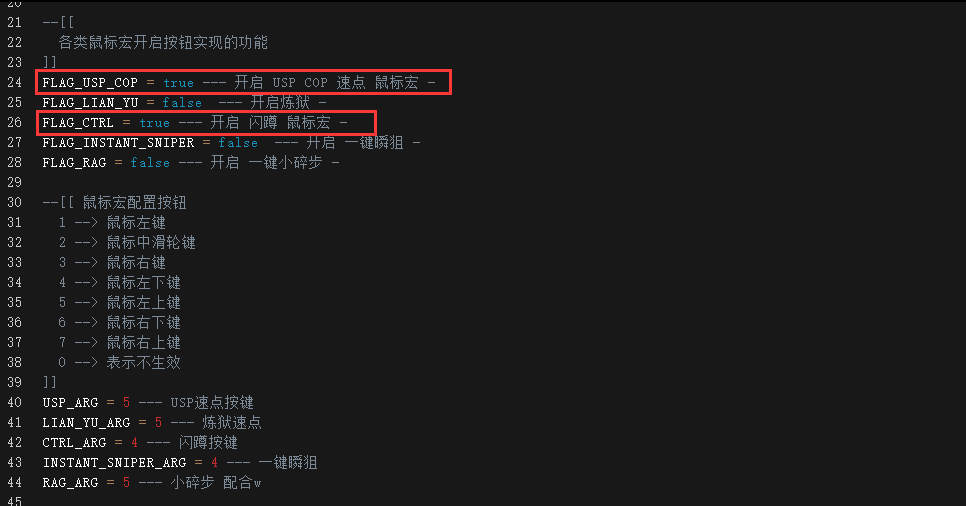 20
21 --[[
22 各类鼠标宏开启按钮实现的功能
23 ]]
24 FLAG_USP_COP = true --- 开启 USP COP 速点 鼠标宏 -
25 FLAG_LIAN_YU = false --- 开启炼狱 -
26 FLAG_CTRL = true --- 开启 闪蹲 鼠标宏 -
27 FLAG_INSTANT_SNIPER = false --- 开启 一键瞬狙 -
28 FLAG_RAG = false --- 开启 一键小碎步 -
29
30 --[[ 鼠标宏配置按钮
31 1 --> 鼠标左键
32 2 --> 鼠标中滑轮键
33 3 --> 鼠标右键
34 4 --> 鼠标左下键
35 5 --> 鼠标左上键
36 6 --> 鼠标右下键
37 7 --> 鼠标右上键
38 0 --> 表示不生效
39 ]]
40 USP_ARG = 5 --- USP速点按键
41 LIAN_YU_ARG = 5 --- 炼狱速点
42 CTRL_ARG = 4 --- 闪蹲按键
43 INSTANT_SNIPER_ARG = 4 --- 一键瞬狙
44 RAG_ARG = 5 --- 小碎步 配合w
45